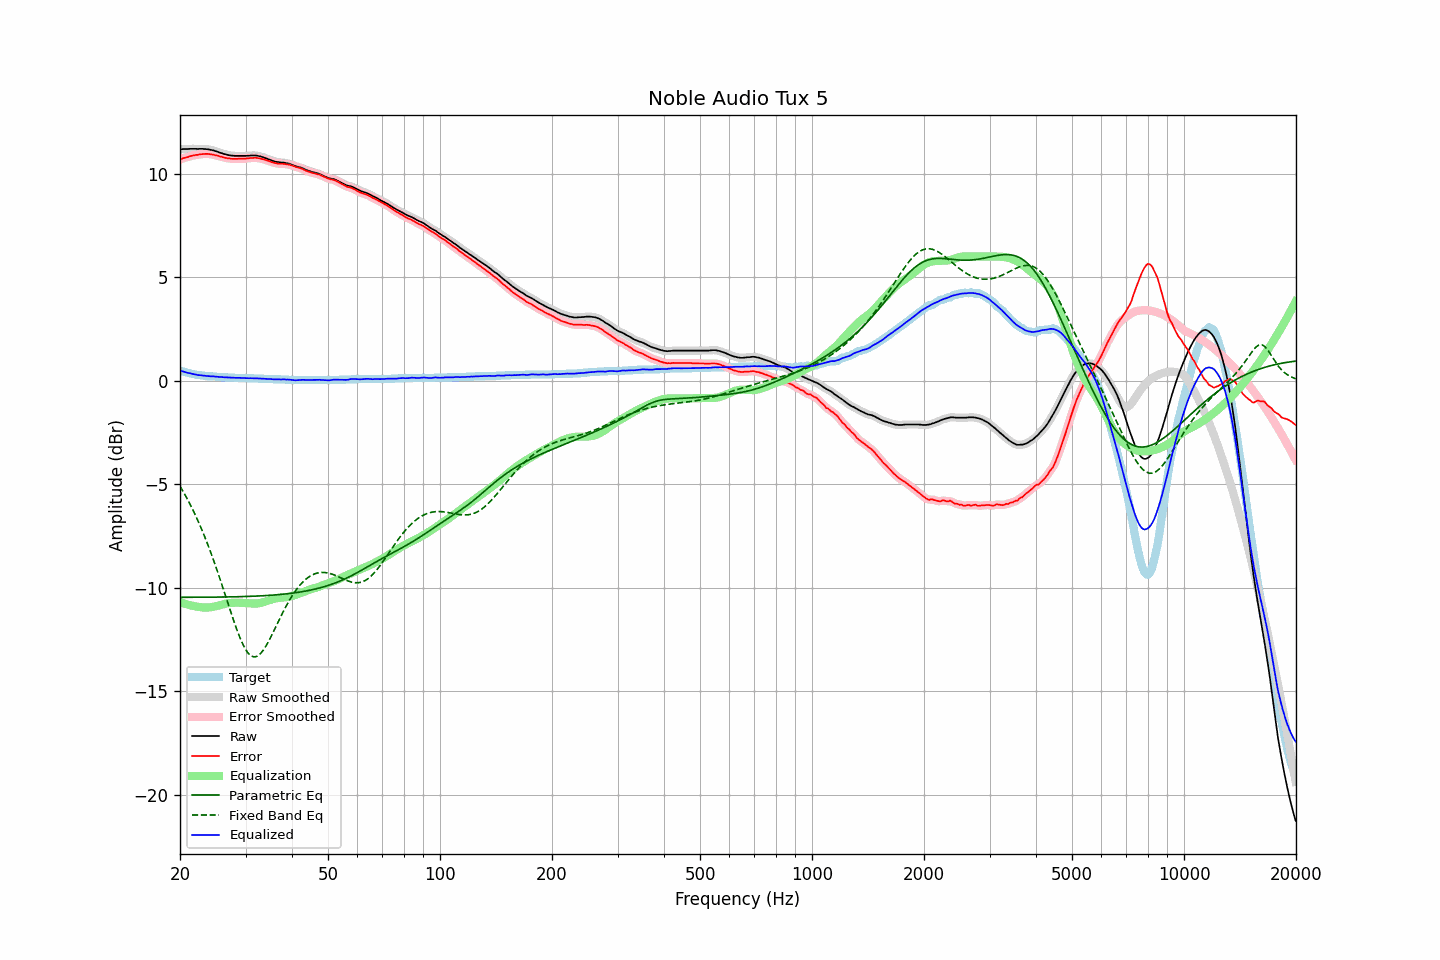 Noble Audio Tux 5
Amplitude (dBr)
10
5
0
−5
−10
−15
−20
Target
Raw Smoothed
Error Smoothed
Raw
Error
Equalization
Parametric Eq
Fixed Band Eq
Equalized
20 50 100 200 500 1000 2000 5000 10000 20000
Frequency (Hz)